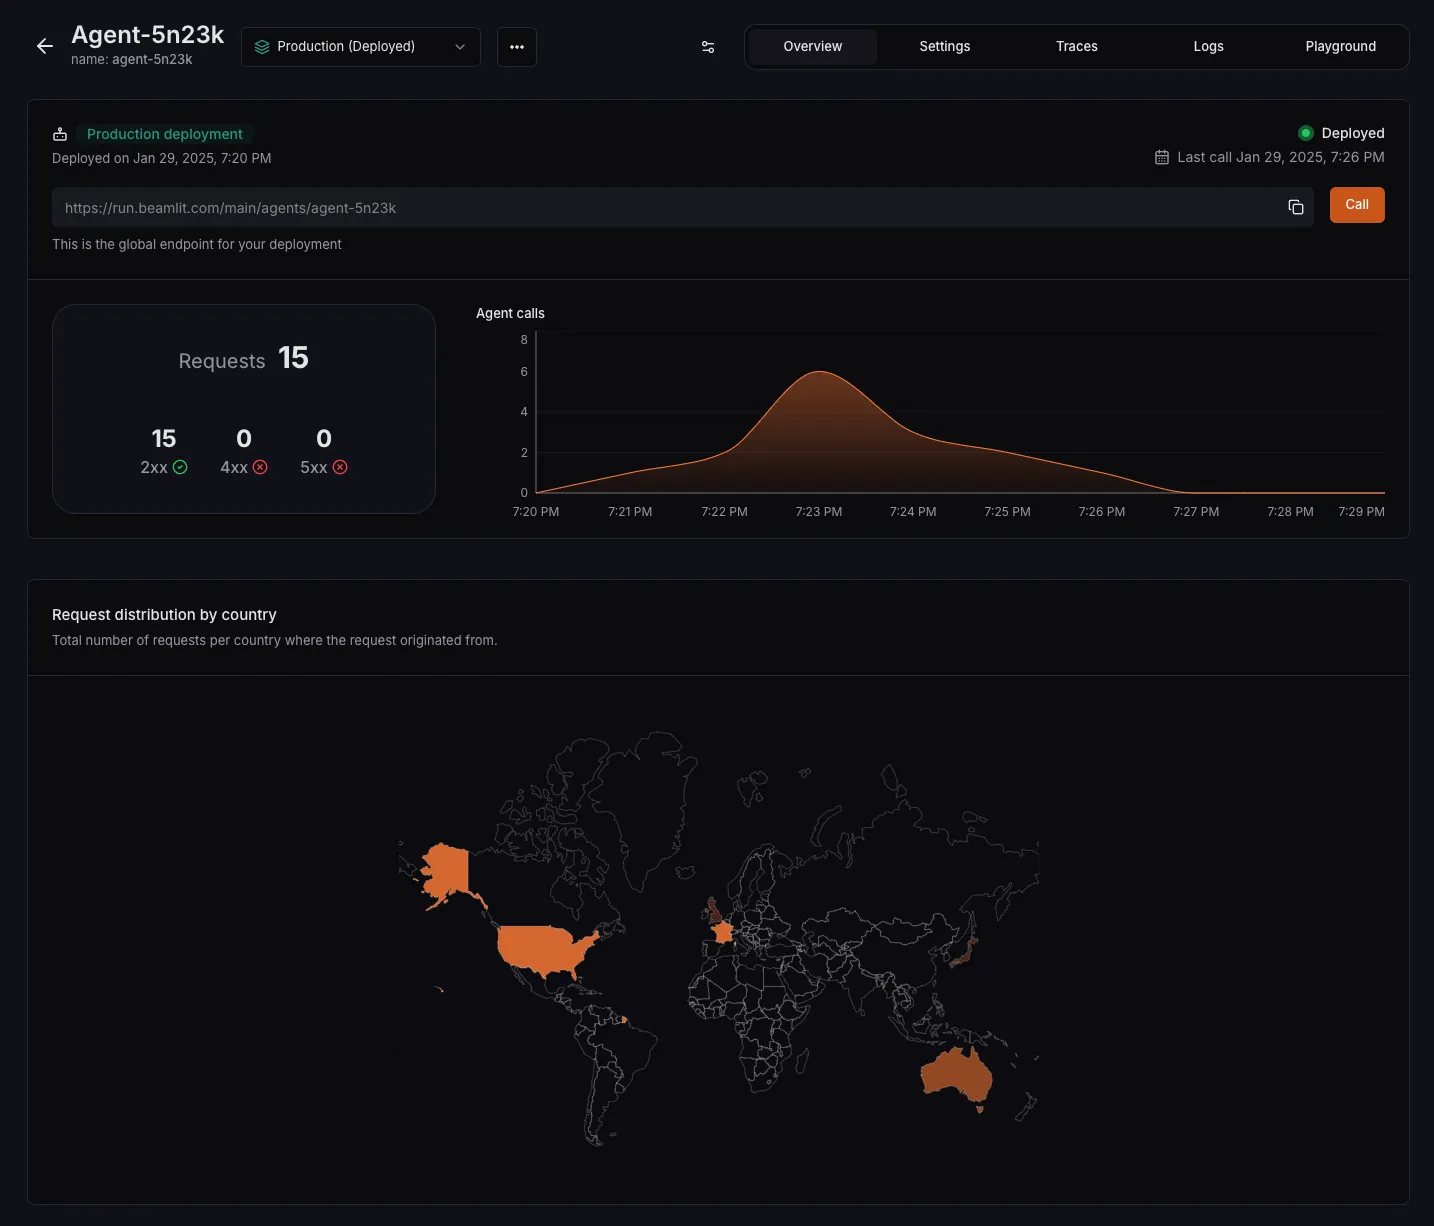 Agent-5n23k
name: agent-5n23k
Production (Deployed)
Overview
Settings
Traces
Logs
Playground
Production deployment
Deployed on Jan 29, 2025, 7:20 PM
Deployed
Last call Jan 29, 2025, 7:26 PM
https://run.beamlit.com/main/agents/agent-5n23k
Call
This is the global endpoint for your deployment
Requests 15
15 0 0
2xx 4xx 5xx
Agent calls
8
6
4
2
0
7:20 PM 7:21 PM 7:22 PM 7:23 PM 7:24 PM 7:25 PM 7:26 PM 7:27 PM 7:28 PM 7:29 PM
Request distribution by country
Total number of requests per country where the request originated from.